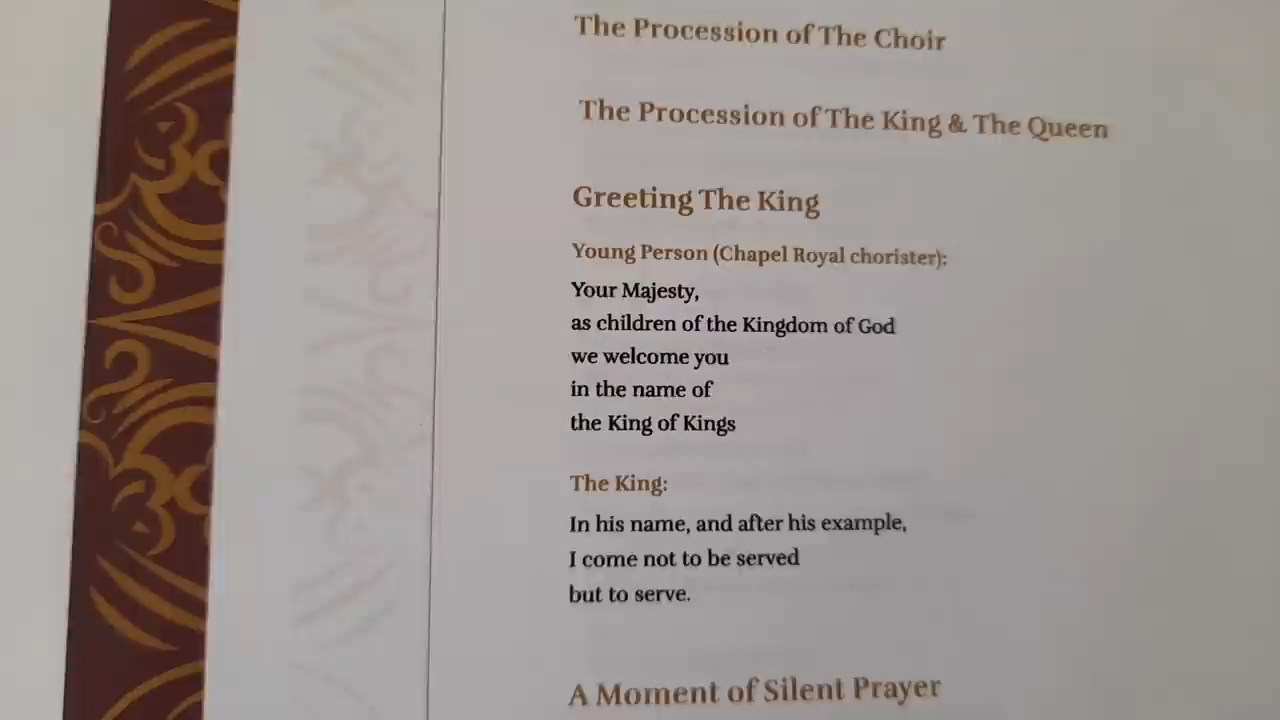 The Procession of The Choir
The Procession of The King & The Queen
Greeting The King
Young Person (Chapel Royal chorister):
Your Majesty,
as children of the Kingdom of God
we welcome you
in the name of
the King of Kings
The King:
In his name, and after his example,
I come not to be served
but to serve.
A Moment of Silent Prayer